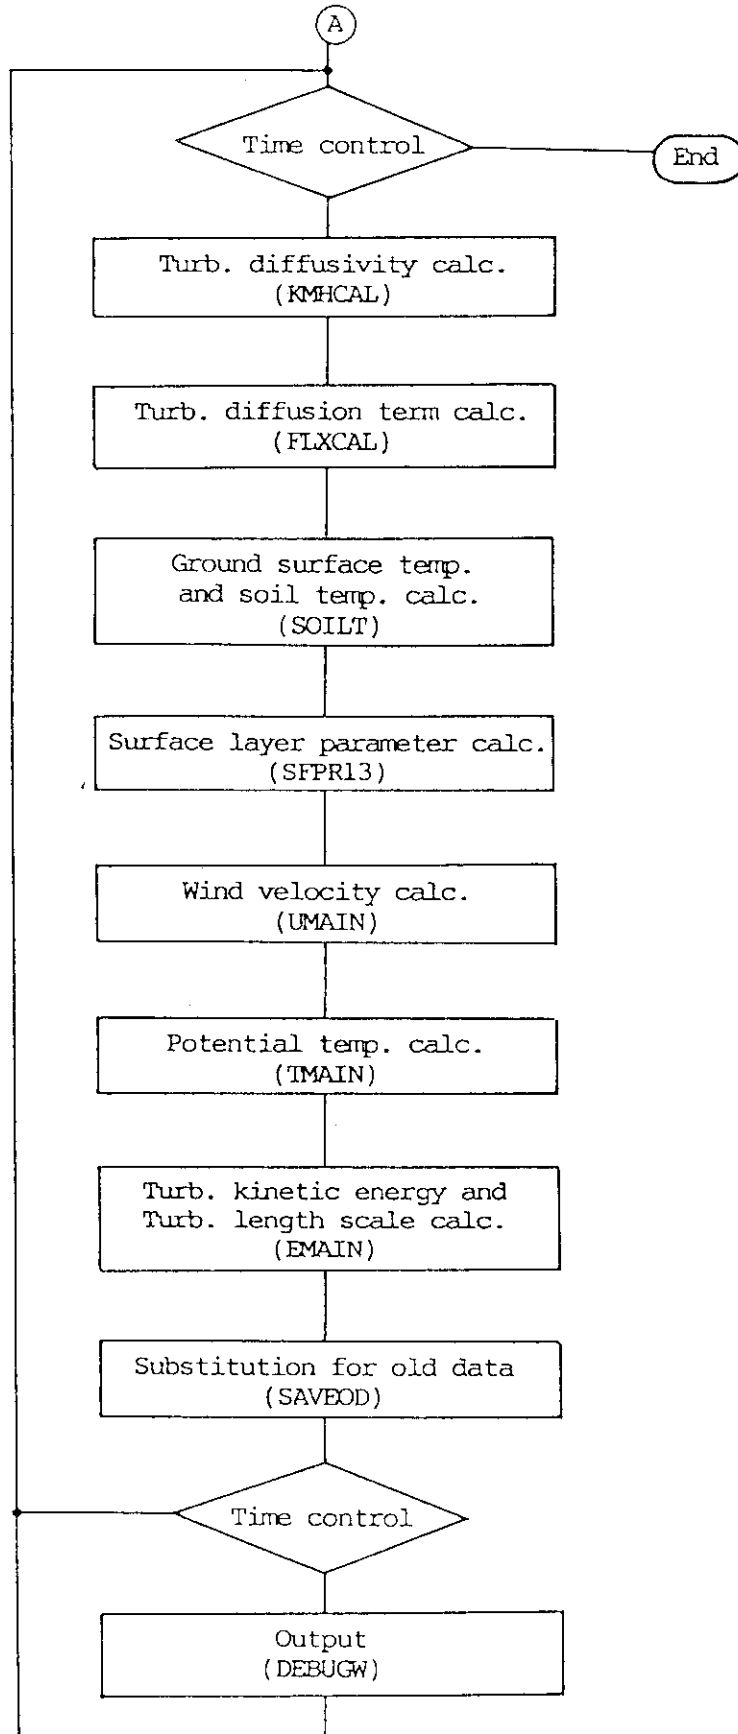 A
Time control
End
Turb. diffusivity calc.
(KMHCAL)
Turb. diffusion term calc.
(FLXCAL)
Ground surface temp.
and soil temp. calc.
(SOILT)
Surface layer parameter calc.
(SFPR13)
Wind velocity calc.
(UMAIN)
Potential temp. calc.
(TMAIN)
Turb. kinetic energy and
Turb. length scale calc.
(EMAIN)
Substitution for old data
(SAVEOD)
Time control
Output
(DEBUGW)